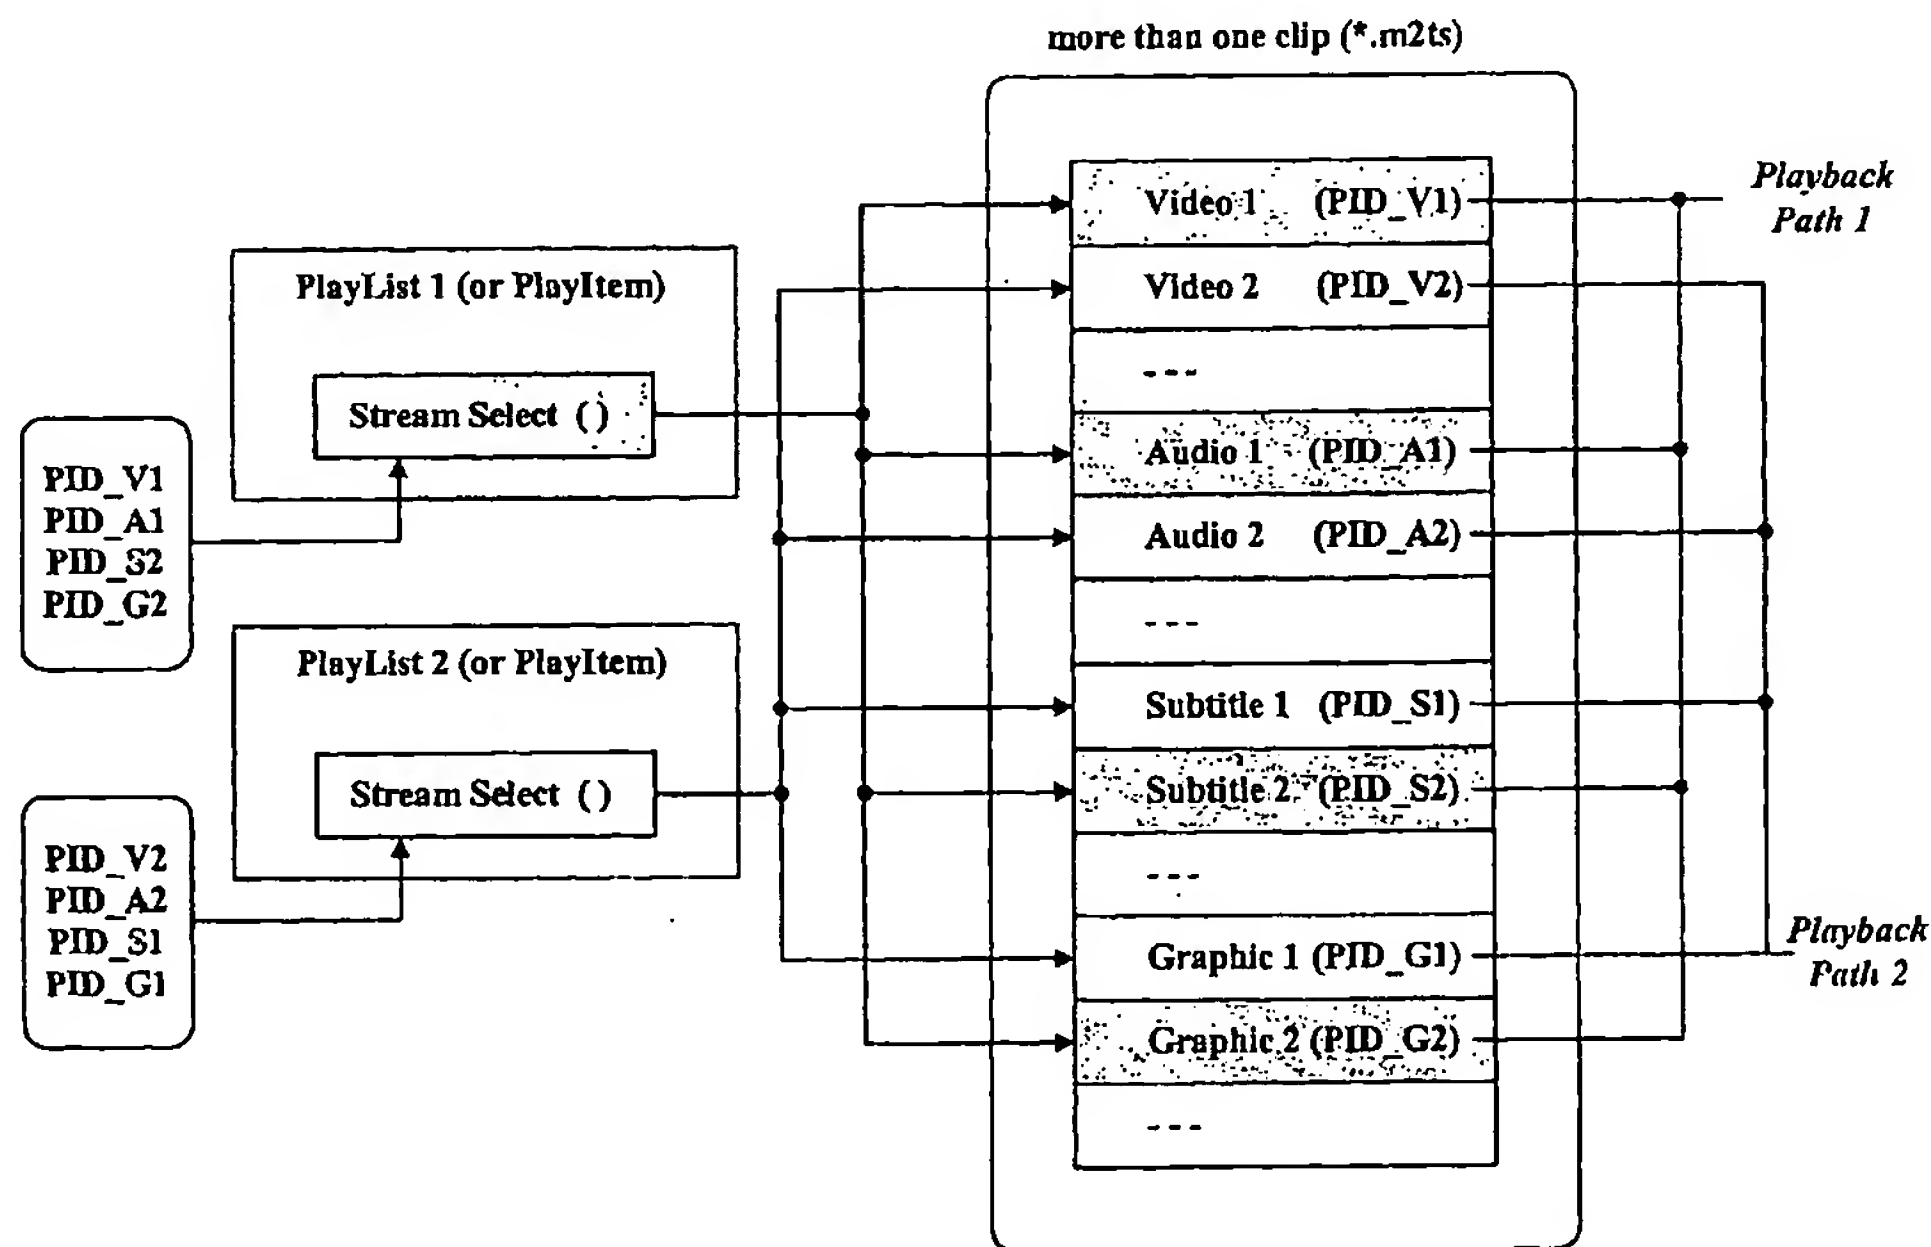 more than one clip (*.m2ts)
PlayList 1 (or PlayItem)
Stream Select ( )
PID_V1
PID_A1
PID_S2
PID_G2
PlayList 2 (or PlayItem)
Stream Select ( )
PID_V2
PID_A2
PID_S1
PID_G1
Video 1 (PID_V1)
Video 2 (PID_V2)
---
Audio 1 (PID_A1)
Audio 2 (PID_A2)
---
Subtitle 1 (PID_S1)
Subtitle 2 (PID_S2)
---
Graphic 1 (PID_G1)
Graphic 2 (PID_G2)
---
Playback
Path 1
Playback
Path 2